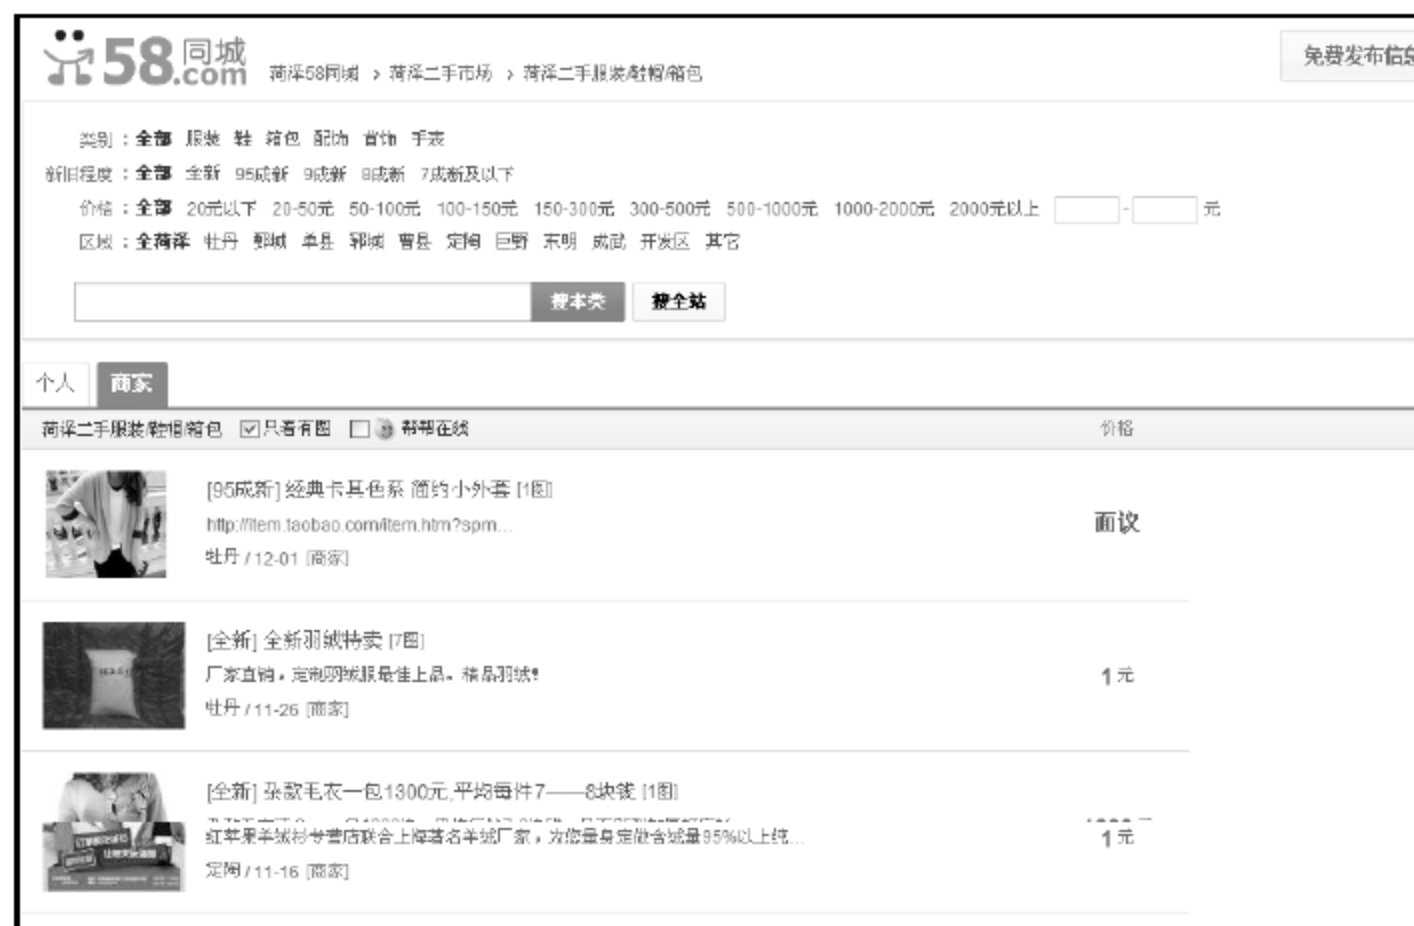 58同城.com
菏泽58同城 > 菏泽二手市场 > 菏泽二手服装/鞋帽/箱包
免费发布信息
类别：全部 服装 鞋 箱包 配饰 首饰 手表
新旧程度：全部 全新 95成新 9成新 8成新 7成新及以下
价格：全部 20元以下 20-50元 50-100元 100-150元 150-300元 300-500元 500-1000元 1000-2000元 2000元以上 - 元
区域：全菏泽 牡丹 鄄城 单县 郓城 曹县 定陶 巨野 东明 成武 开发区 其它
搜本类 搜全站
个人 商家
菏泽二手服装/鞋帽/箱包 只看有图 帮帮在线 价格
[95成新] 经典卡其色系 简约小外套 [1图]
http://item.taobao.com/item.htm?spm...
面议
牡丹 / 12-01 [商家]
[全新] 全新羽绒特卖 [7图]
厂家直销，定制羽绒服最佳上品。精品羽绒！
1元
牡丹 / 11-26 [商家]
[全新] 杂款毛衣一包1300元,平均每件7——8块钱 [1图]
红苹果羊绒衫专营店联合上海著名羊绒厂家，为您量身定做含绒量95%以上纯...
1元
定陶 / 11-16 [商家]